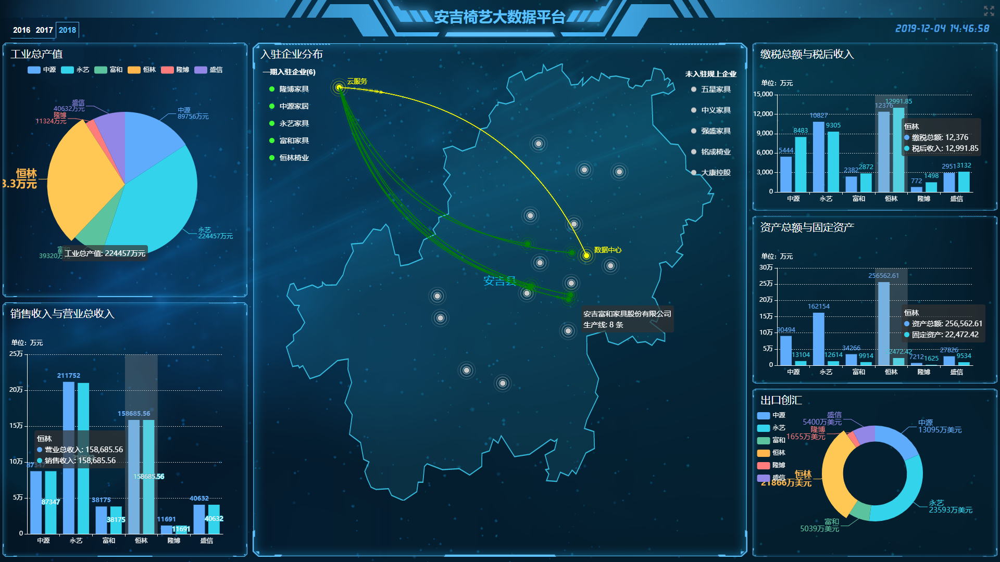 安吉椅艺大数据平台
2019-12-04 14:46:58
2016 2017 2018
工业总产值
中源 永艺 富和 恒林 隆博 盛信
盛信
40632万元
隆博
11324万元
中源
89756万元
恒林
3.3万元
永艺
224457万元
39320万
工业总产值: 224457万元
销售收入与营业总收入
单位: 万元
25万
20万
15万
10万
5万
0
211752
158685.56
87347
38175
11691
40632
87347
38175
158685.56
11691
40632
恒林
营业总收入: 158,685.56
销售收入: 158,685.56
中源 永艺 富和 恒林 隆博 盛信
入驻企业分布
一期入驻企业(6)
隆博家具
中源家居
永艺家具
富和家具
恒林椅业
云服务
数据中心
安吉县
安吉富和家具股份有限公司
生产线: 8 条
未入驻规上企业
五星家具
中义家具
强盛家具
铭成椅业
大康控股
缴税总额与税后收入
单位: 万元
15,000
12,000
9,000
6,000
3,000
0
5444
8483
10827
9305
2382
2872
12376
12991.85
772
1498
2951
3132
恒林
缴税总额: 12,376
税后收入: 12,991.85
中源 永艺 富和 恒林 隆博 盛信
资产总额与固定资产
单位: 万元
30万
25万
20万
15万
10万
5万
0
90494
13104
162154
12614
34266
9914
256562.61
22472.42
7212
1625
27826
9534
恒林
资产总额: 256,562.61
固定资产: 22,472.42
中源 永艺 富和 恒林 隆博 盛信
出口创汇
中源
永艺
富和
恒林
隆博
盛信
盛信
5400万美元
隆博
1655万美元
中源
13095万美元
恒林
21866万美元
永艺
23593万美元
富和
5039万美元